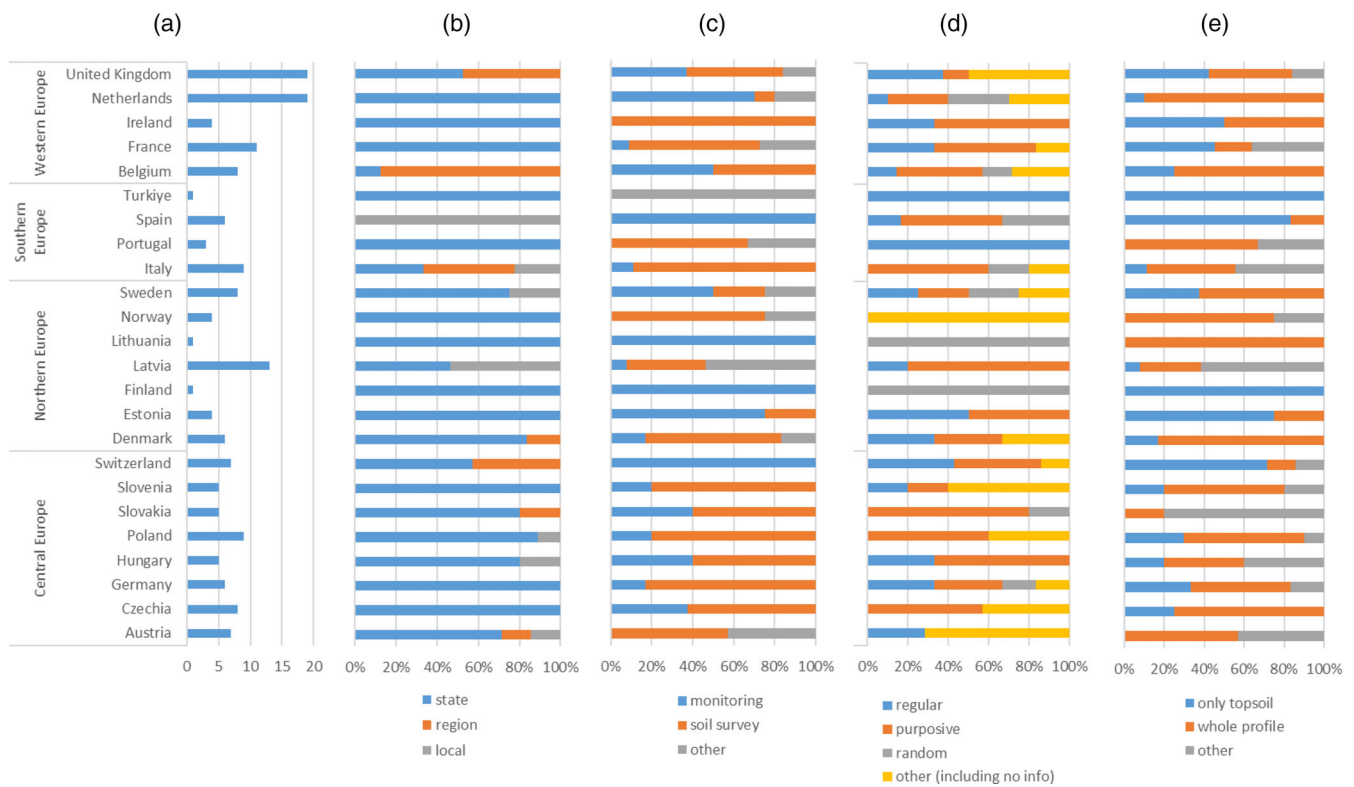 (a)
(b)
(c)
(d)
(e)
Western Europe
United Kingdom
Netherlands
Ireland
France
Belgium
Southern
Europe
Turkiye
Spain
Portugal
Italy
Northern Europe
Sweden
Norway
Lithuania
Latvia
Finland
Estonia
Denmark
Central Europe
Switzerland
Slovenia
Slovakia
Poland
Hungary
Germany
Czechia
Austria
0 5 10 15 20
0% 20% 40% 60% 80% 100%
0% 20% 40% 60% 80% 100%
0% 20% 40% 60% 80% 100%
0% 20% 40% 60% 80% 100%
state
region
local
monitoring
soil survey
other
regular
purposive
random
other (including no info)
only topsoil
whole profile
other